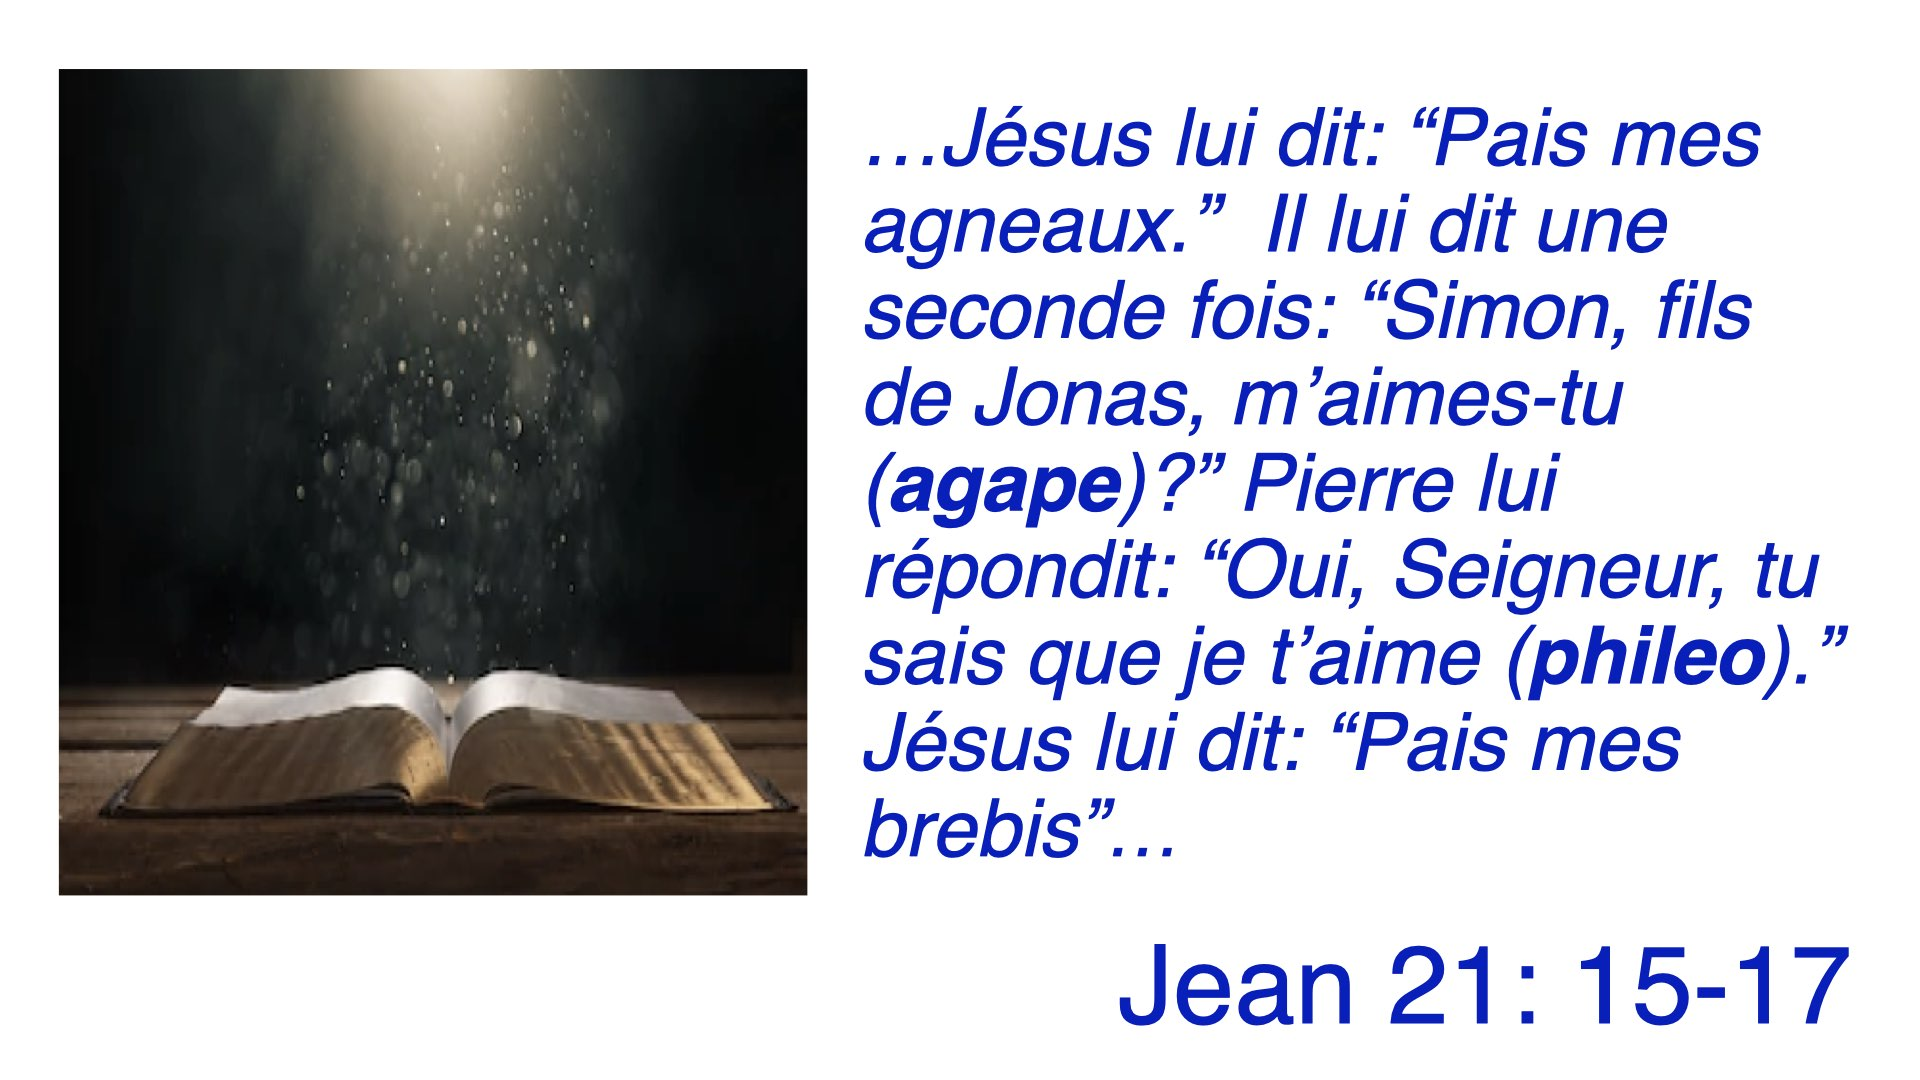 …Jésus lui dit: “Pais mes
agneaux.”  Il lui dit une
seconde fois: “Simon, fils
de Jonas, m’aimes-tu
(agape)?” Pierre lui
répondit: “Oui, Seigneur, tu
sais que je t’aime (phileo).”
Jésus lui dit: “Pais mes
brebis”…
Jean 21: 15-17